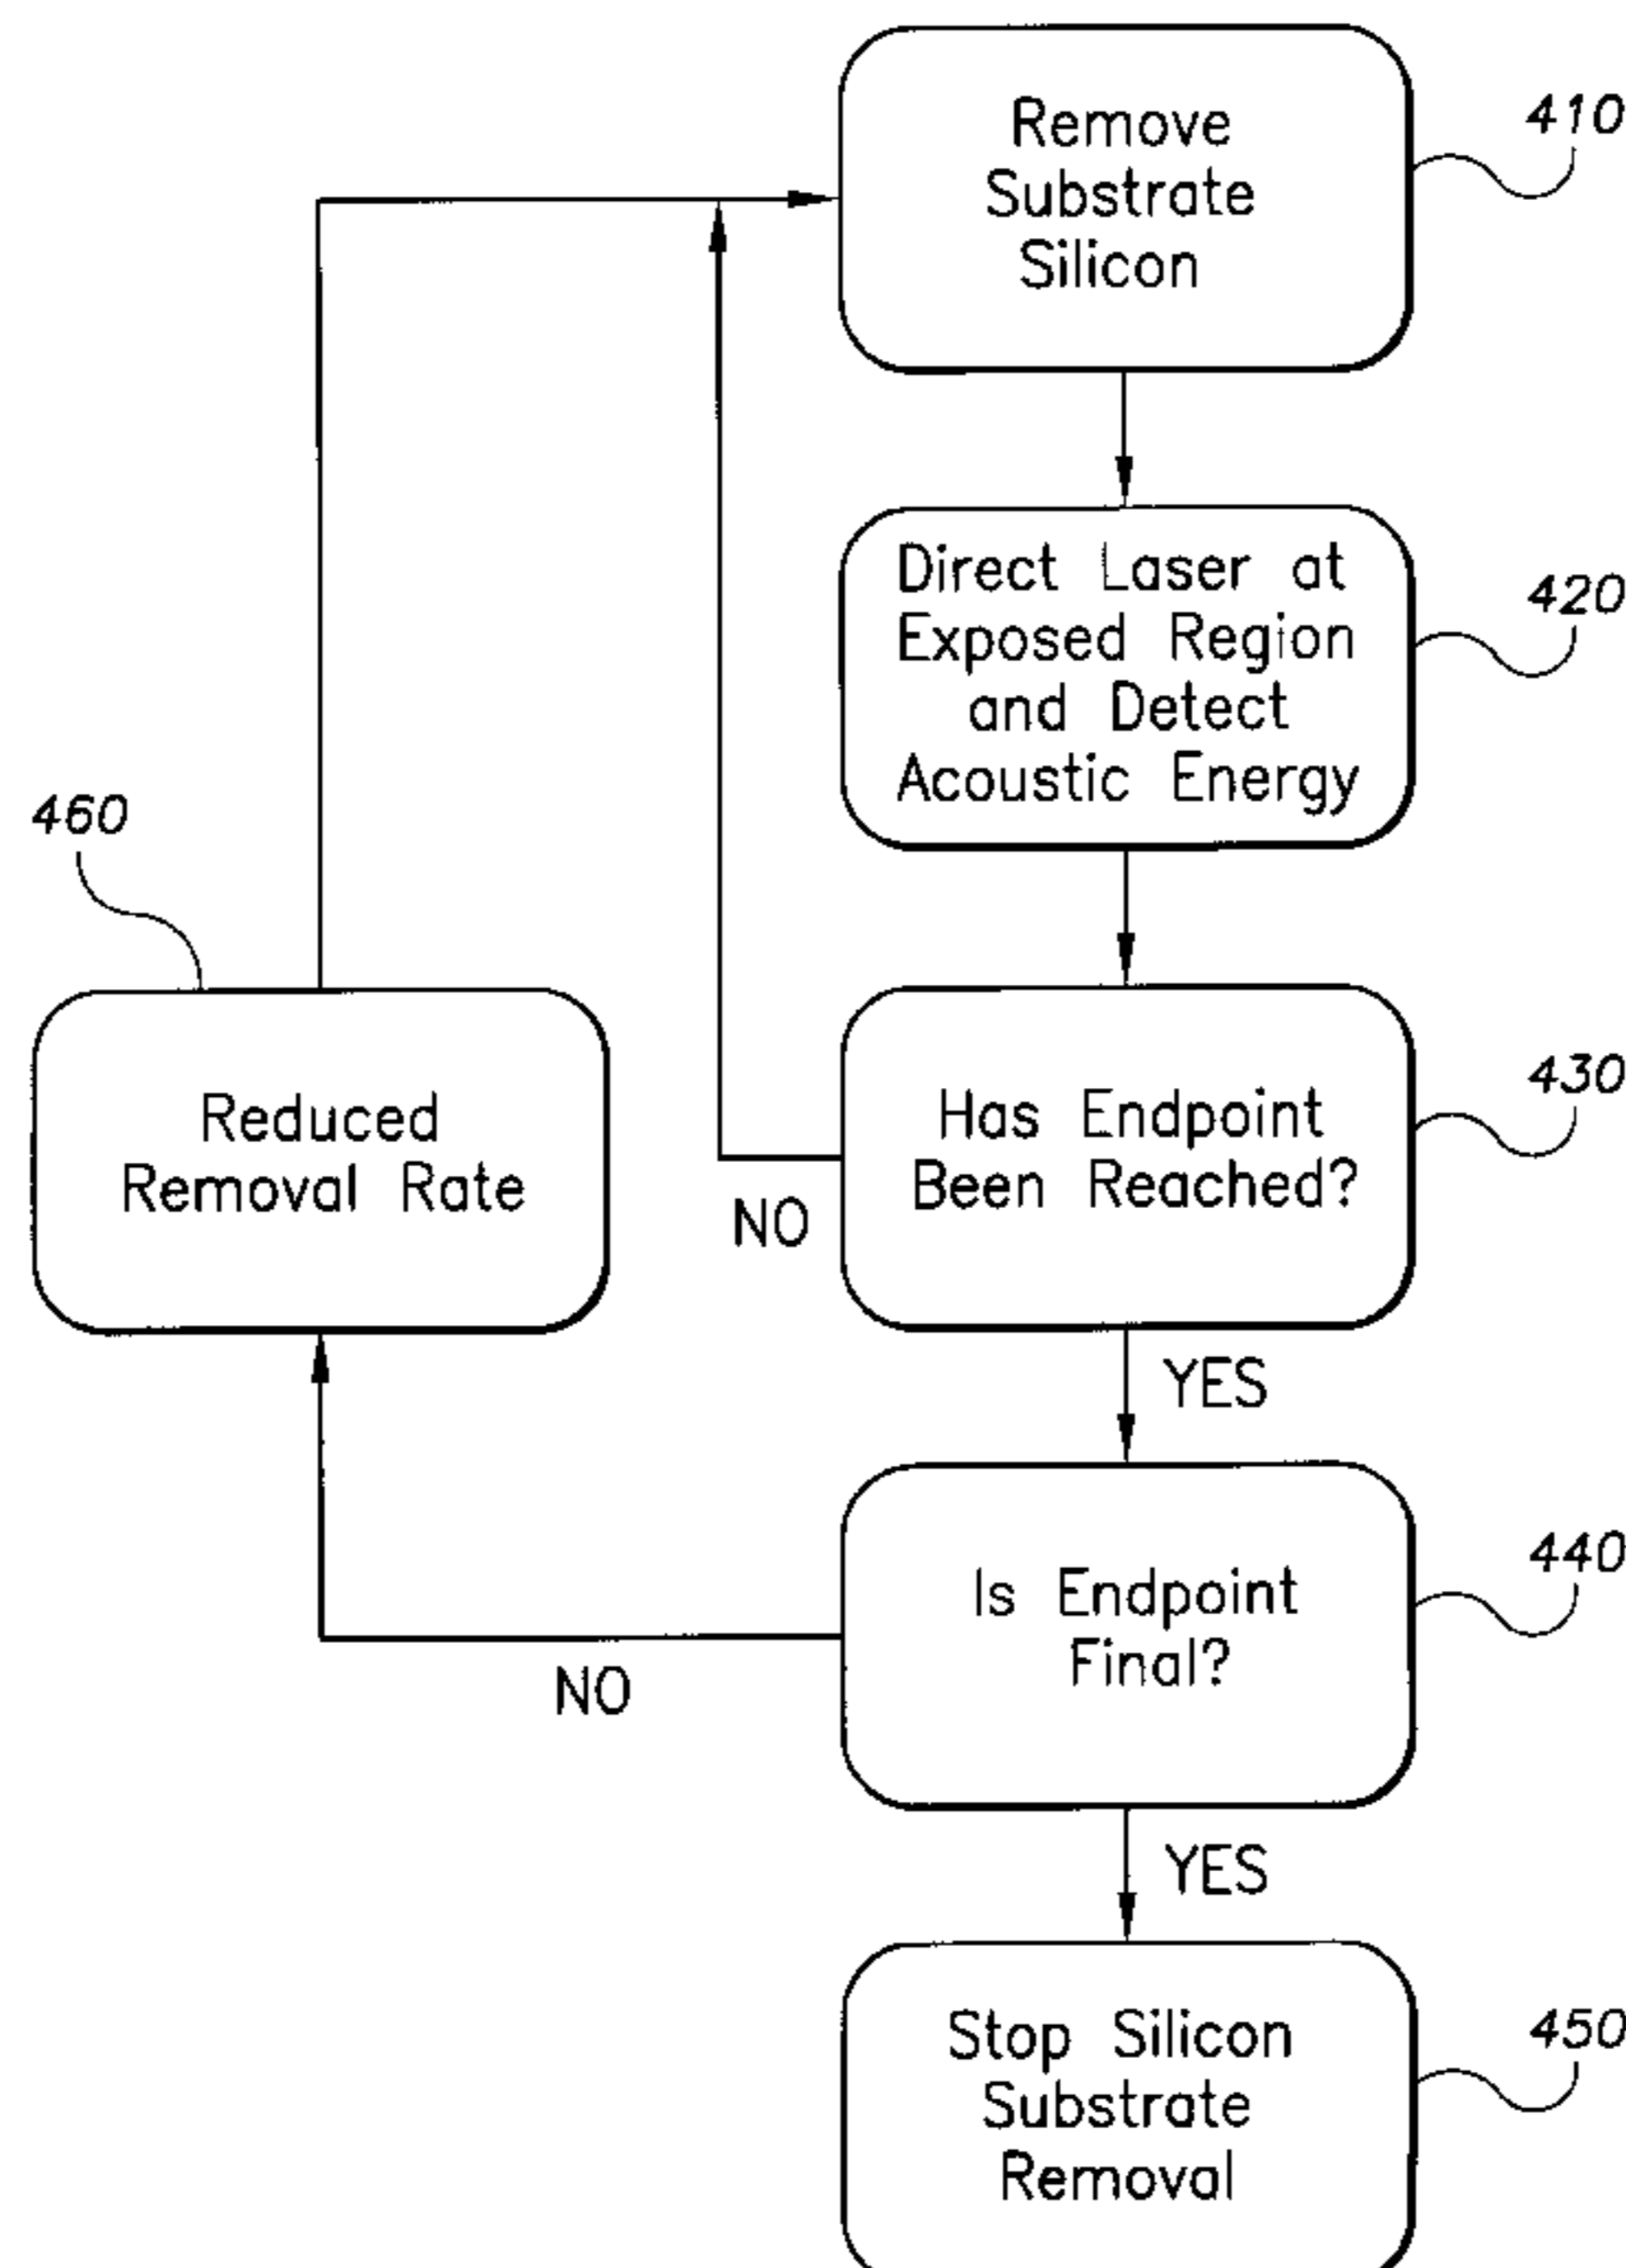 Remove
Substrate
Silicon
410
Direct Laser at
Exposed Region
and Detect
Acoustic Energy
420
460
Reduced
Removal Rate
Has Endpoint
Been Reached?
430
NO
YES
Is Endpoint
Final?
440
NO
YES
Stop Silicon
Substrate
Removal
450